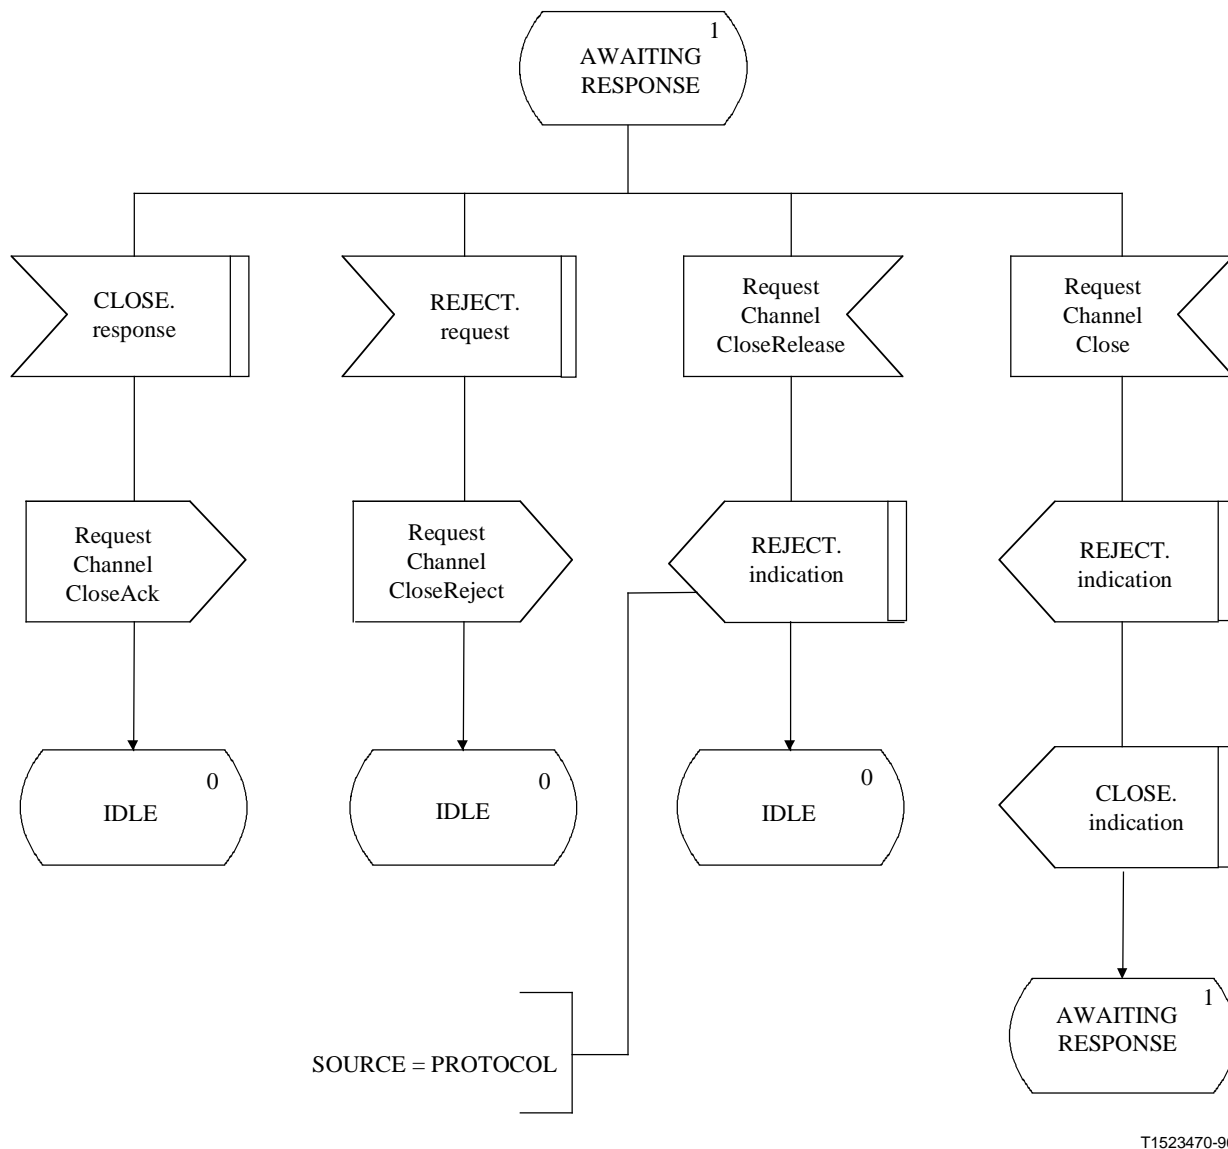 1
AWAITING
RESPONSE
CLOSE.
response
REJECT.
request
Request
Channel
CloseRelease
Request
Channel
Close
Request
Channel
CloseAck
Request
Channel
CloseReject
REJECT.
indication
REJECT.
indication
0
IDLE
0
IDLE
0
IDLE
CLOSE.
indication
1
AWAITING
RESPONSE
SOURCE = PROTOCOL